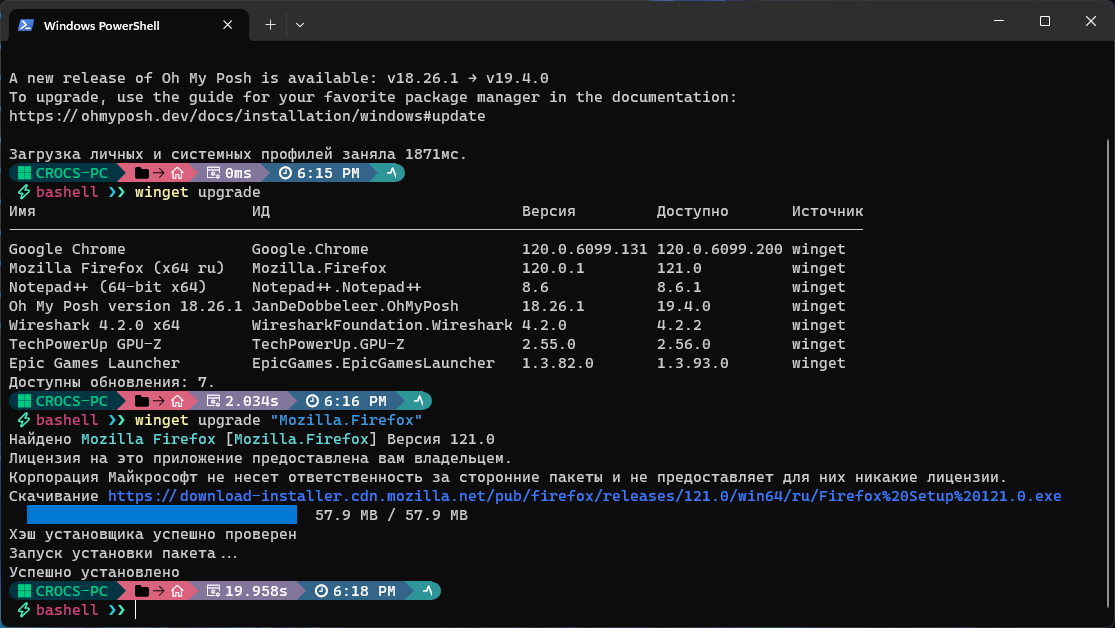 Windows PowerShell
A new release of Oh My Posh is available: v18.26.1 → v19.4.0
To upgrade, use the guide for your favorite package manager in the documentation:
https://ohmyposh.dev/docs/installation/windows#update
Загрузка личных и системных профилей заняла 1871мс.
CROCS-PC → 0ms 6:15 PM
bashell ❯❯ winget upgrade
Имя ИД Версия Доступно Источник
Google Chrome Google.Chrome 120.0.6099.131 120.0.6099.200 winget
Mozilla Firefox (x64 ru) Mozilla.Firefox 120.0.1 121.0 winget
Notepad++ (64-bit x64) Notepad++.Notepad++ 8.6 8.6.1 winget
Oh My Posh version 18.26.1 JanDeDobbeleer.OhMyPosh 18.26.1 19.4.0 winget
Wireshark 4.2.0 x64 WiresharkFoundation.Wireshark 4.2.0 4.2.2 winget
TechPowerUp GPU-Z TechPowerUp.GPU-Z 2.55.0 2.56.0 winget
Epic Games Launcher EpicGames.EpicGamesLauncher 1.3.82.0 1.3.93.0 winget
Доступны обновления: 7.
CROCS-PC → 2.034s 6:16 PM
bashell ❯❯ winget upgrade "Mozilla.Firefox"
Найдено Mozilla Firefox [Mozilla.Firefox] Версия 121.0
Лицензия на это приложение предоставлена вам владельцем.
Корпорация Майкрософт не несет ответственность за сторонние пакеты и не предоставляет для них никакие лицензии.
Скачивание https://download-installer.cdn.mozilla.net/pub/firefox/releases/121.0/win64/ru/Firefox%20Setup%20121.0.exe
57.9 MB / 57.9 MB
Хэш установщика успешно проверен
Запуск установки пакета...
Успешно установлено
CROCS-PC → 19.958s 6:18 PM
bashell ❯❯